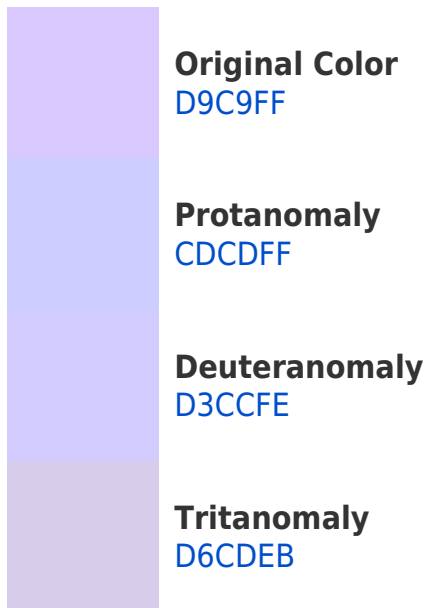 Original Color
D9C9FF
Protanomaly
CDCDFF
Deuteranomaly
D3CCFE
Tritanomaly
D6CDEB